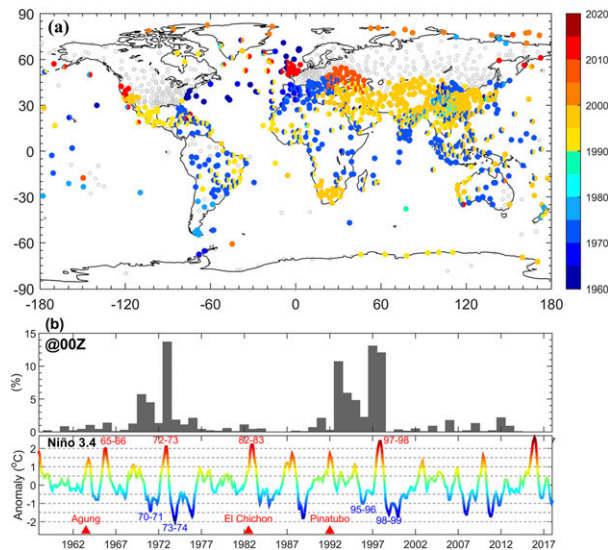 (a)
90
60
30
0
-30
-60
-90
-180 -120 -60 0 60 120 180
2020
2010
2000
1990
1980
1970
1960
(b)
@00Z
15
10
5
0
(%)
Niño 3.4
65-66 72-73 82-83 97-98 7
2
1
0
-1
-2
Anomaly (°C)
70-71 95-96
73-74 98-99
Agung El Chichon Pinatubo
1962 1967 1972 1977 1982 1987 1992 1997 2002 2007 2012 2017